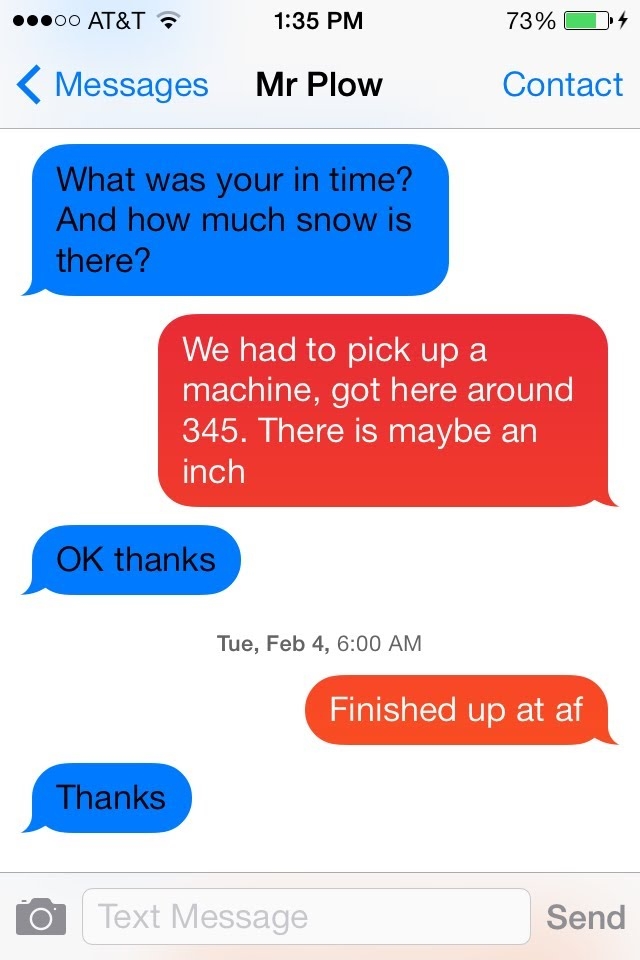 AT&T 1:35 PM 73%
Messages Mr Plow Contact
What was your in time?
And how much snow is
there?
We had to pick up a
machine, got here around
345. There is maybe an
inch
OK thanks
Tue, Feb 4, 6:00 AM
Finished up at af
Thanks
Text Message Send